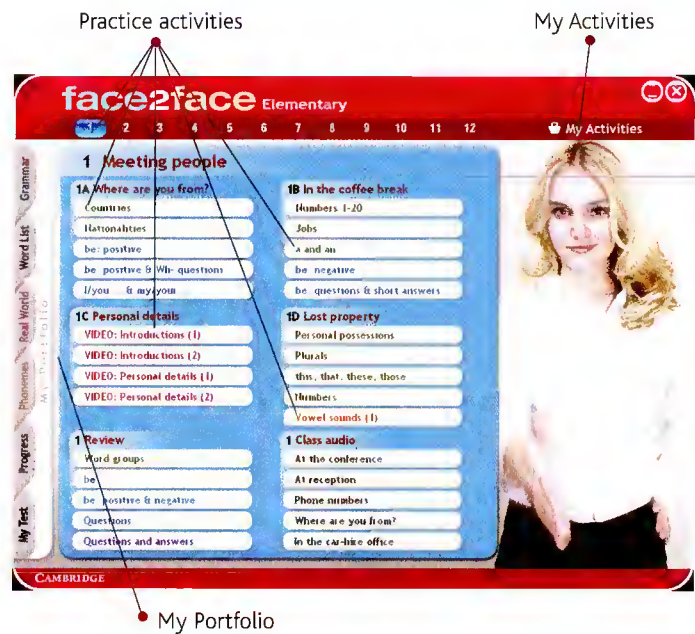 Practice activities
My Activities
face2face Elementary
1 2 3 4 5 6 7 8 9 10 11 12
My Activities
1 Meeting people
1A Where are you from?
Countries
Nationalities
be: positive
be: positive & Wh- questions
I/you & my/your
1B In the coffee break
Numbers 1-20
Jobs
a and an
be: negative
be: questions & short answers
1C Personal details
VIDEO: Introductions (1)
VIDEO: Introductions (2)
VIDEO: Personal details (1)
VIDEO: Personal details (2)
1D Lost property
Personal possessions
Plurals
this, that, these, those
Numbers
Vowel sounds (1)
1 Review
Word groups
be
be: positive & negative
Questions
Questions and answers
1 Class audio
At the conference
At reception
Phone numbers
Where are you from?
In the car-hire office
Grammar
Word List
Real World
Phonemes
Progress
My Test
My Portfolio
CAMBRIDGE
My Portfolio